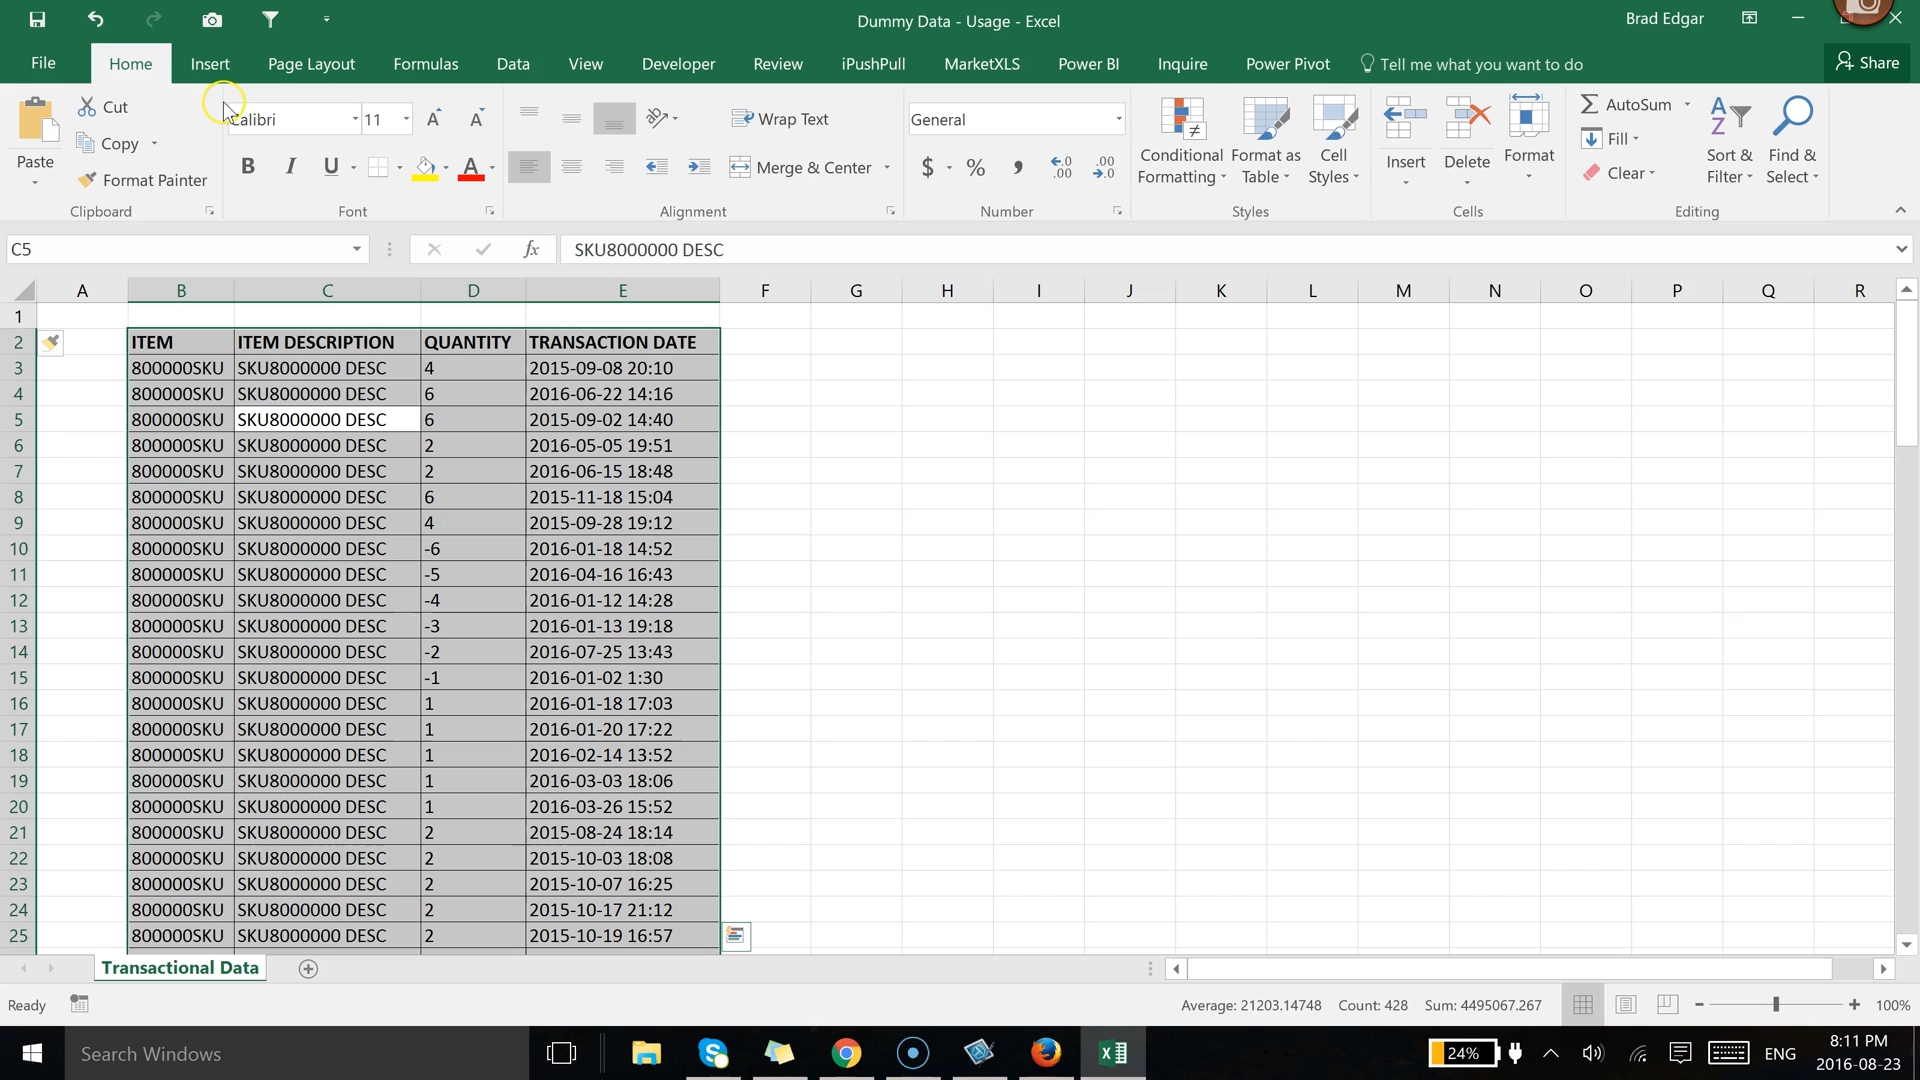 Dummy Data - Usage - Excel
Brad Edgar
File Home Insert Page Layout Formulas Data View Developer Review iPushPull MarketXLS Power BI Inquire Power Pivot Tell me what you want to do Share
Paste
Cut
Copy
Format Painter
Clipboard
Calibri 11
B I U A
Font
Wrap Text
Merge & Center
Alignment
General
$ % , .0 .00 .00 .0
Number
Conditional Formatting
Format as Table
Cell Styles
Styles
Insert
Delete
Format
Cells
AutoSum
Fill
Clear
Sort & Filter
Find & Select
Editing
C5 fx SKU8000000 DESC
A B C D E F G H I J K L M N O P Q R
1
2 ITEM ITEM DESCRIPTION QUANTITY TRANSACTION DATE
3 800000SKU SKU8000000 DESC 4 2015-09-08 20:10
4 800000SKU SKU8000000 DESC 6 2016-06-22 14:16
5 800000SKU SKU8000000 DESC 6 2015-09-02 14:40
6 800000SKU SKU8000000 DESC 2 2016-05-05 19:51
7 800000SKU SKU8000000 DESC 2 2016-06-15 18:48
8 800000SKU SKU8000000 DESC 6 2015-11-18 15:04
9 800000SKU SKU8000000 DESC 4 2015-09-28 19:12
10 800000SKU SKU8000000 DESC -6 2016-01-18 14:52
11 800000SKU SKU8000000 DESC -5 2016-04-16 16:43
12 800000SKU SKU8000000 DESC -4 2016-01-12 14:28
13 800000SKU SKU8000000 DESC -3 2016-01-13 19:18
14 800000SKU SKU8000000 DESC -2 2016-07-25 13:43
15 800000SKU SKU8000000 DESC -1 2016-01-02 1:30
16 800000SKU SKU8000000 DESC 1 2016-01-18 17:03
17 800000SKU SKU8000000 DESC 1 2016-01-20 17:22
18 800000SKU SKU8000000 DESC 1 2016-02-14 13:52
19 800000SKU SKU8000000 DESC 1 2016-03-03 18:06
20 800000SKU SKU8000000 DESC 1 2016-03-26 15:52
21 800000SKU SKU8000000 DESC 2 2015-08-24 18:14
22 800000SKU SKU8000000 DESC 2 2015-10-03 18:08
23 800000SKU SKU8000000 DESC 2 2015-10-07 16:25
24 800000SKU SKU8000000 DESC 2 2015-10-17 21:12
25 800000SKU SKU8000000 DESC 2 2015-10-19 16:57
Transactional Data
Ready Average: 21203.14748 Count: 428 Sum: 4495067.267 100%
Search Windows 24% ENG 8:11 PM
2016-08-23